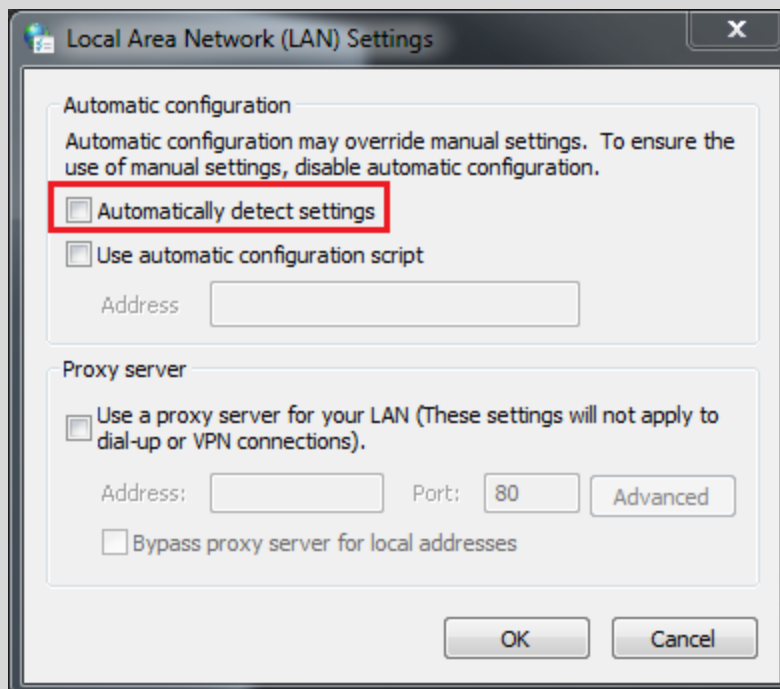 Local Area Network (LAN) Settings
x
Automatic configuration
Automatic configuration may override manual settings.  To ensure the
use of manual settings, disable automatic configuration.
Automatically detect settings
Use automatic configuration script
Address
Proxy server
Use a proxy server for your LAN (These settings will not apply to
dial-up or VPN connections).
Address: Port: 80 Advanced
Bypass proxy server for local addresses
OK Cancel